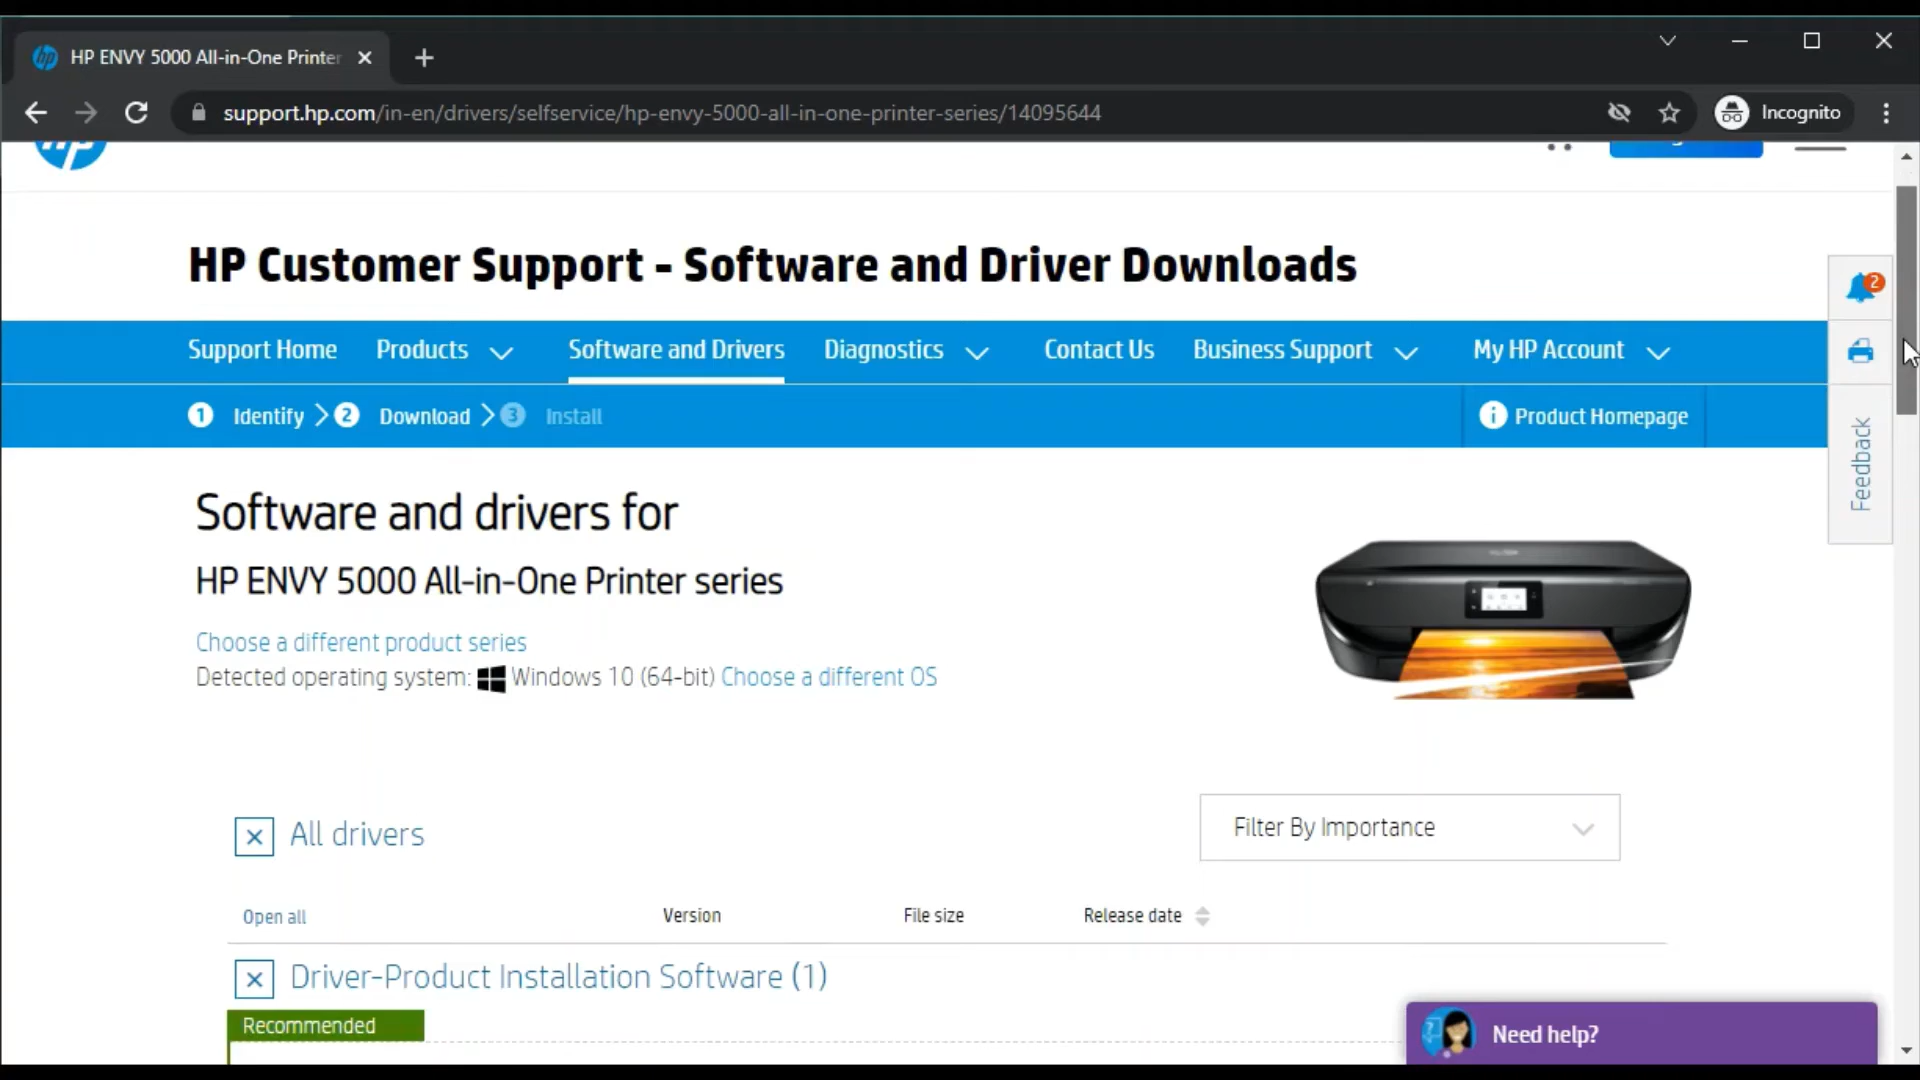 HP ENVY 5000 All-in-One Printer
support.hp.com/in-en/drivers/selfservice/hp-envy-5000-all-in-one-printer-series/14095644
Incognito
HP Customer Support - Software and Driver Downloads
2
Support Home Products Software and Drivers Diagnostics Contact Us Business Support My HP Account
1 Identify 2 Download 3 Install
Product Homepage
Feedback
Software and drivers for
HP ENVY 5000 All-in-One Printer series
Choose a different product series
Detected operating system: Windows 10 (64-bit) Choose a different OS
All drivers
Filter By Importance
Open all Version File size Release date
Driver-Product Installation Software (1)
Recommended
Need help?